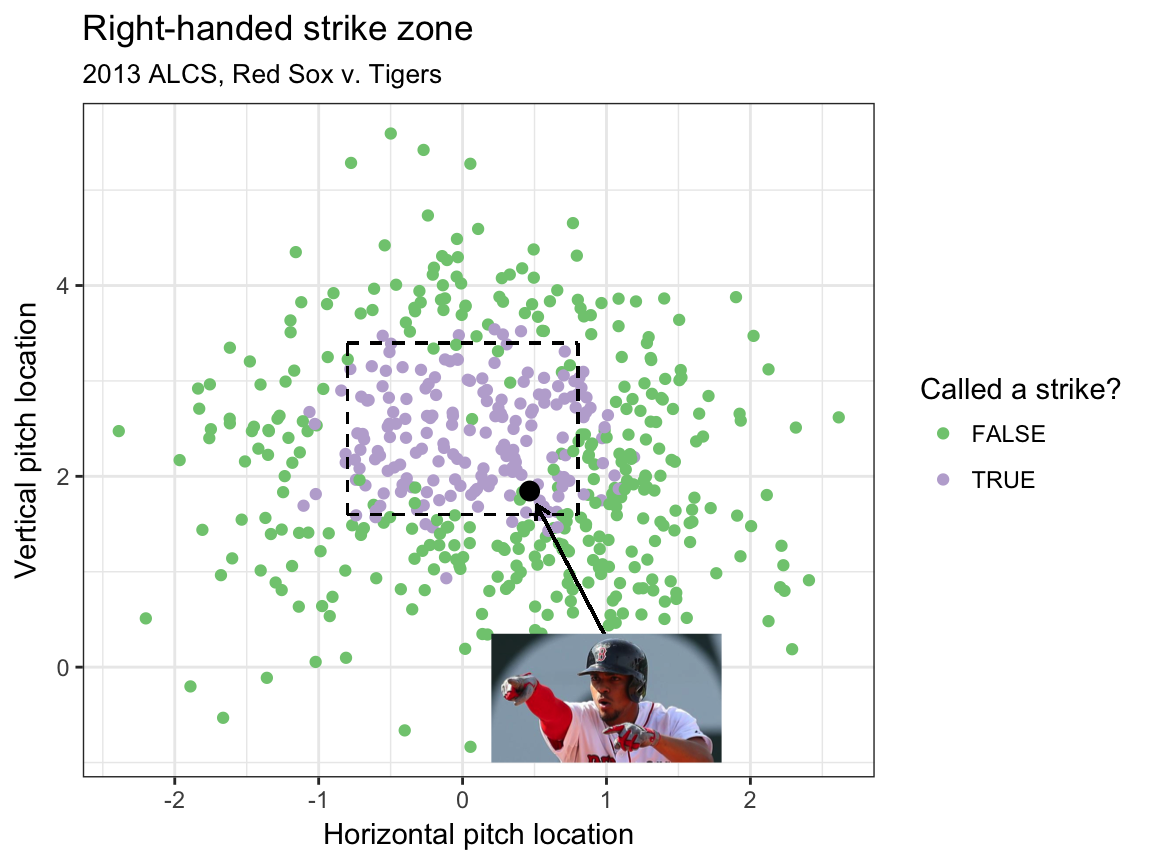 Right-handed strike zone
2013 ALCS, Red Sox v. Tigers
Vertical pitch location
4
2
0
-2
-1
0
1
2
Horizontal pitch location
Called a strike?
FALSE
TRUE
B